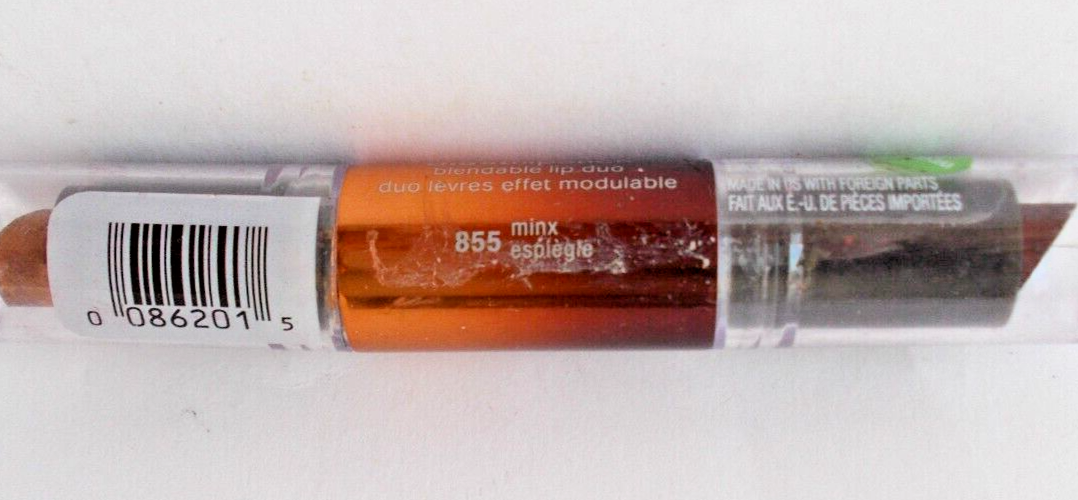 blendable lip duo
duo lèvres effet modulable
855 minx
espiègle
MADE IN US WITH FOREIGN PARTS
FAIT AUX É.-U. DE PIÈCES IMPORTÉES
0 086201 5